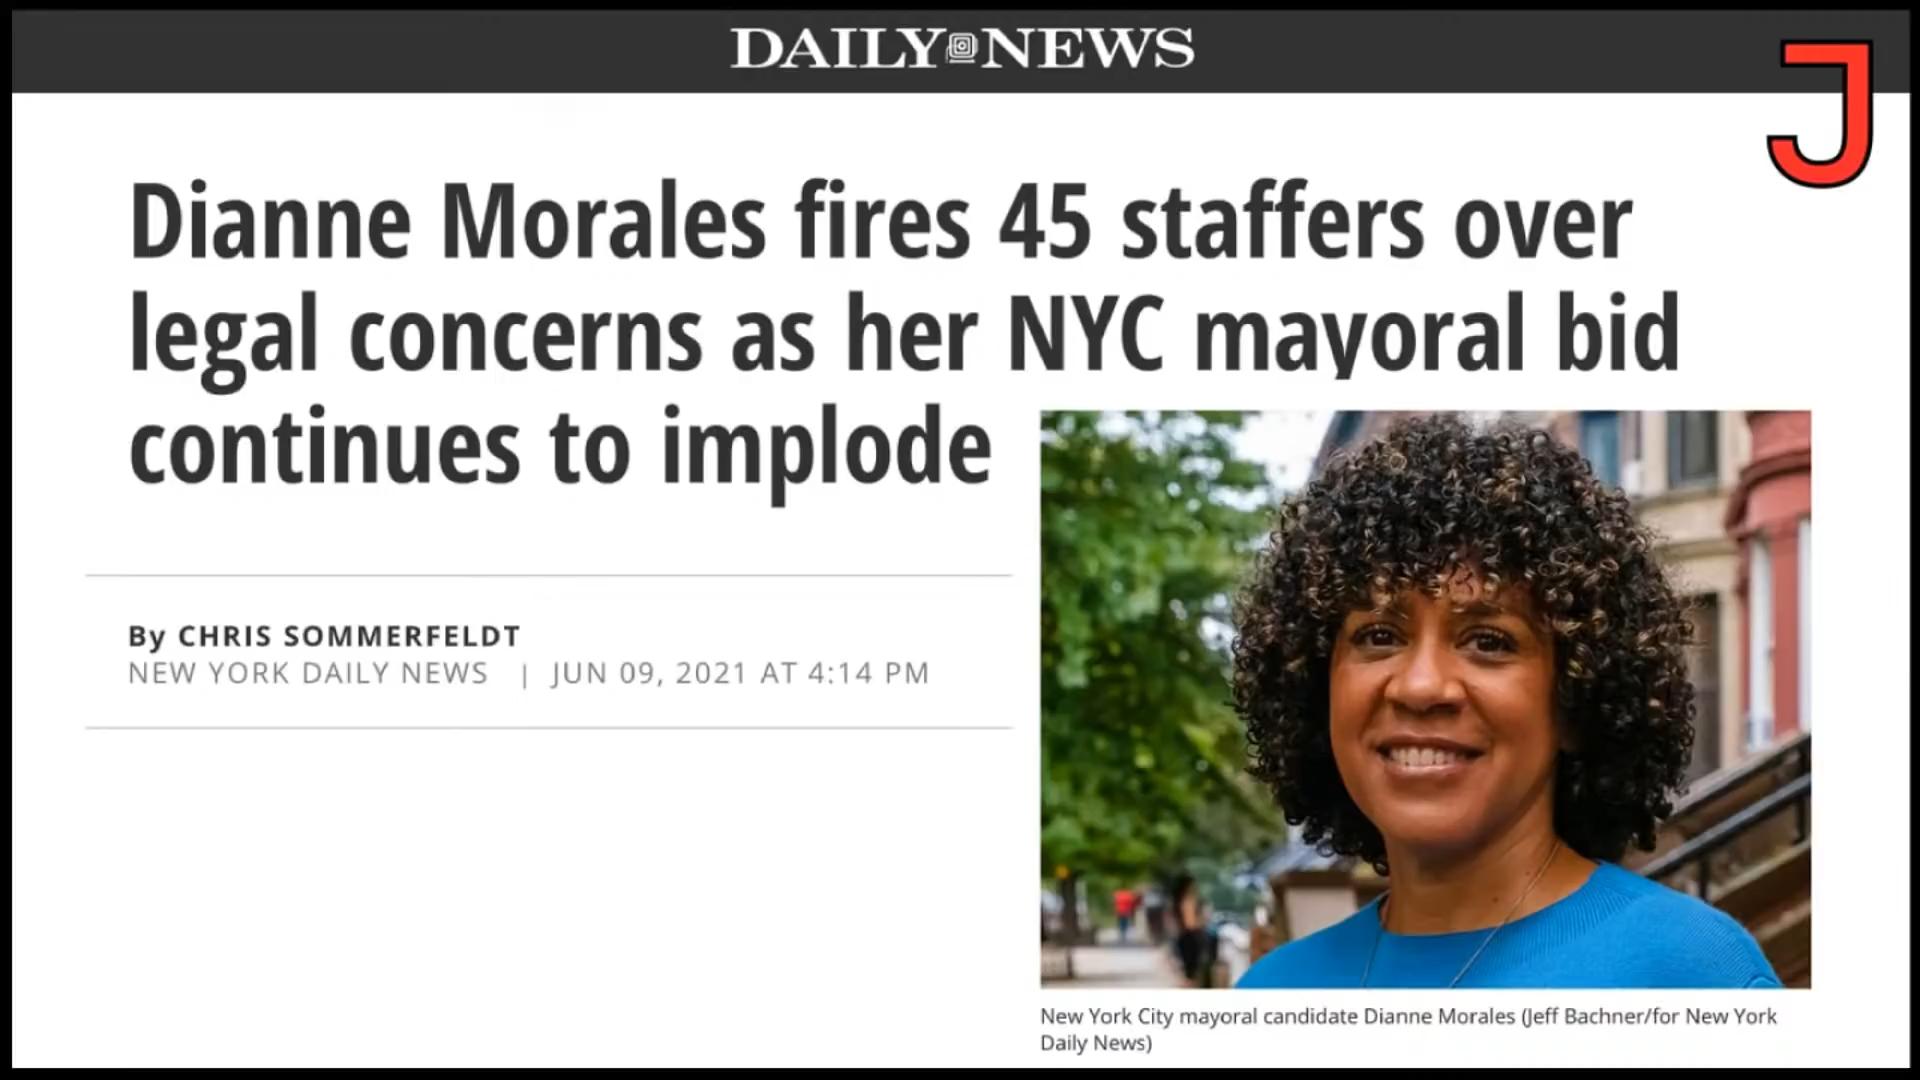 DAILY NEWS
J
Dianne Morales fires 45 staffers over
legal concerns as her NYC mayoral bid
continues to implode
By CHRIS SOMMERFELDT
NEW YORK DAILY NEWS | JUN 09, 2021 AT 4:14 PM
New York City mayoral candidate Dianne Morales (Jeff Bachner/for New York
Daily News)